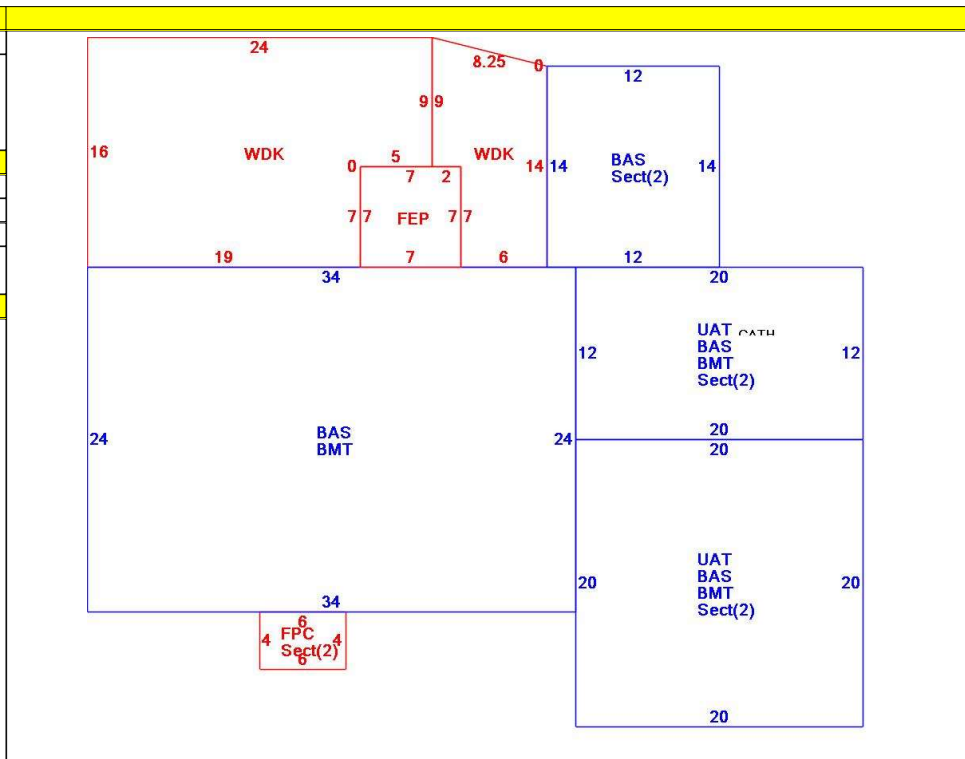 24
8.25
0
12
9 9
16
WDK
5
WDK
BAS
Sect(2)
0
7
2
14 14
14
7 7
FEP
7 7
19
7
6
12
34
20
UAT CATH
BAS
BMT
Sect(2)
12
12
24
BAS
BMT
24
20
20
UAT
BAS
BMT
Sect(2)
20
20
34
6
4
FPC
4
Sect(2)
6
20